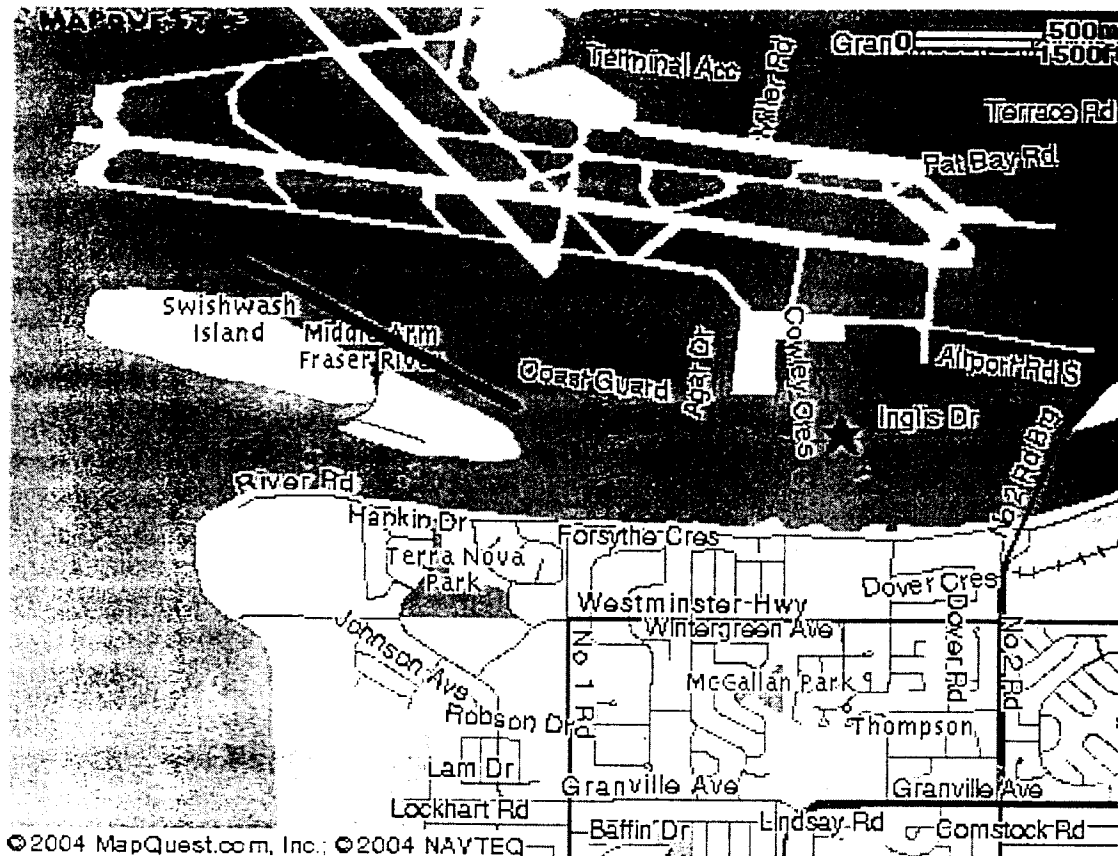 MAPQUEST
Terminal Acc
Miller Rd
Gran
0 500m
1500Ft
Terrace Rd
Pat Bay Rd
Swishwash
Island
Middle Arm
Fraser River
Coast Guard
Agar Dr
Cowley Cres
Airport Rd S
Inglis Dr
No 2 Rd Brg
River Rd
Hankin Dr
Terra Nova
Park
Forsythe Cres
Dover Cres
Westminster Hwy
Wintergreen Ave
Dover Rd
No 2 Rd
Johnson Ave
No 1 Rd
McCallan Park
Robson Dr
Thompson
Lam Dr
Granville Ave
Granville Ave
Lockhart Rd
Baffin Dr
Lindsay Rd
Comstock Rd
©2004 MapQuest.com, Inc.; ©2004 NAVTEQ